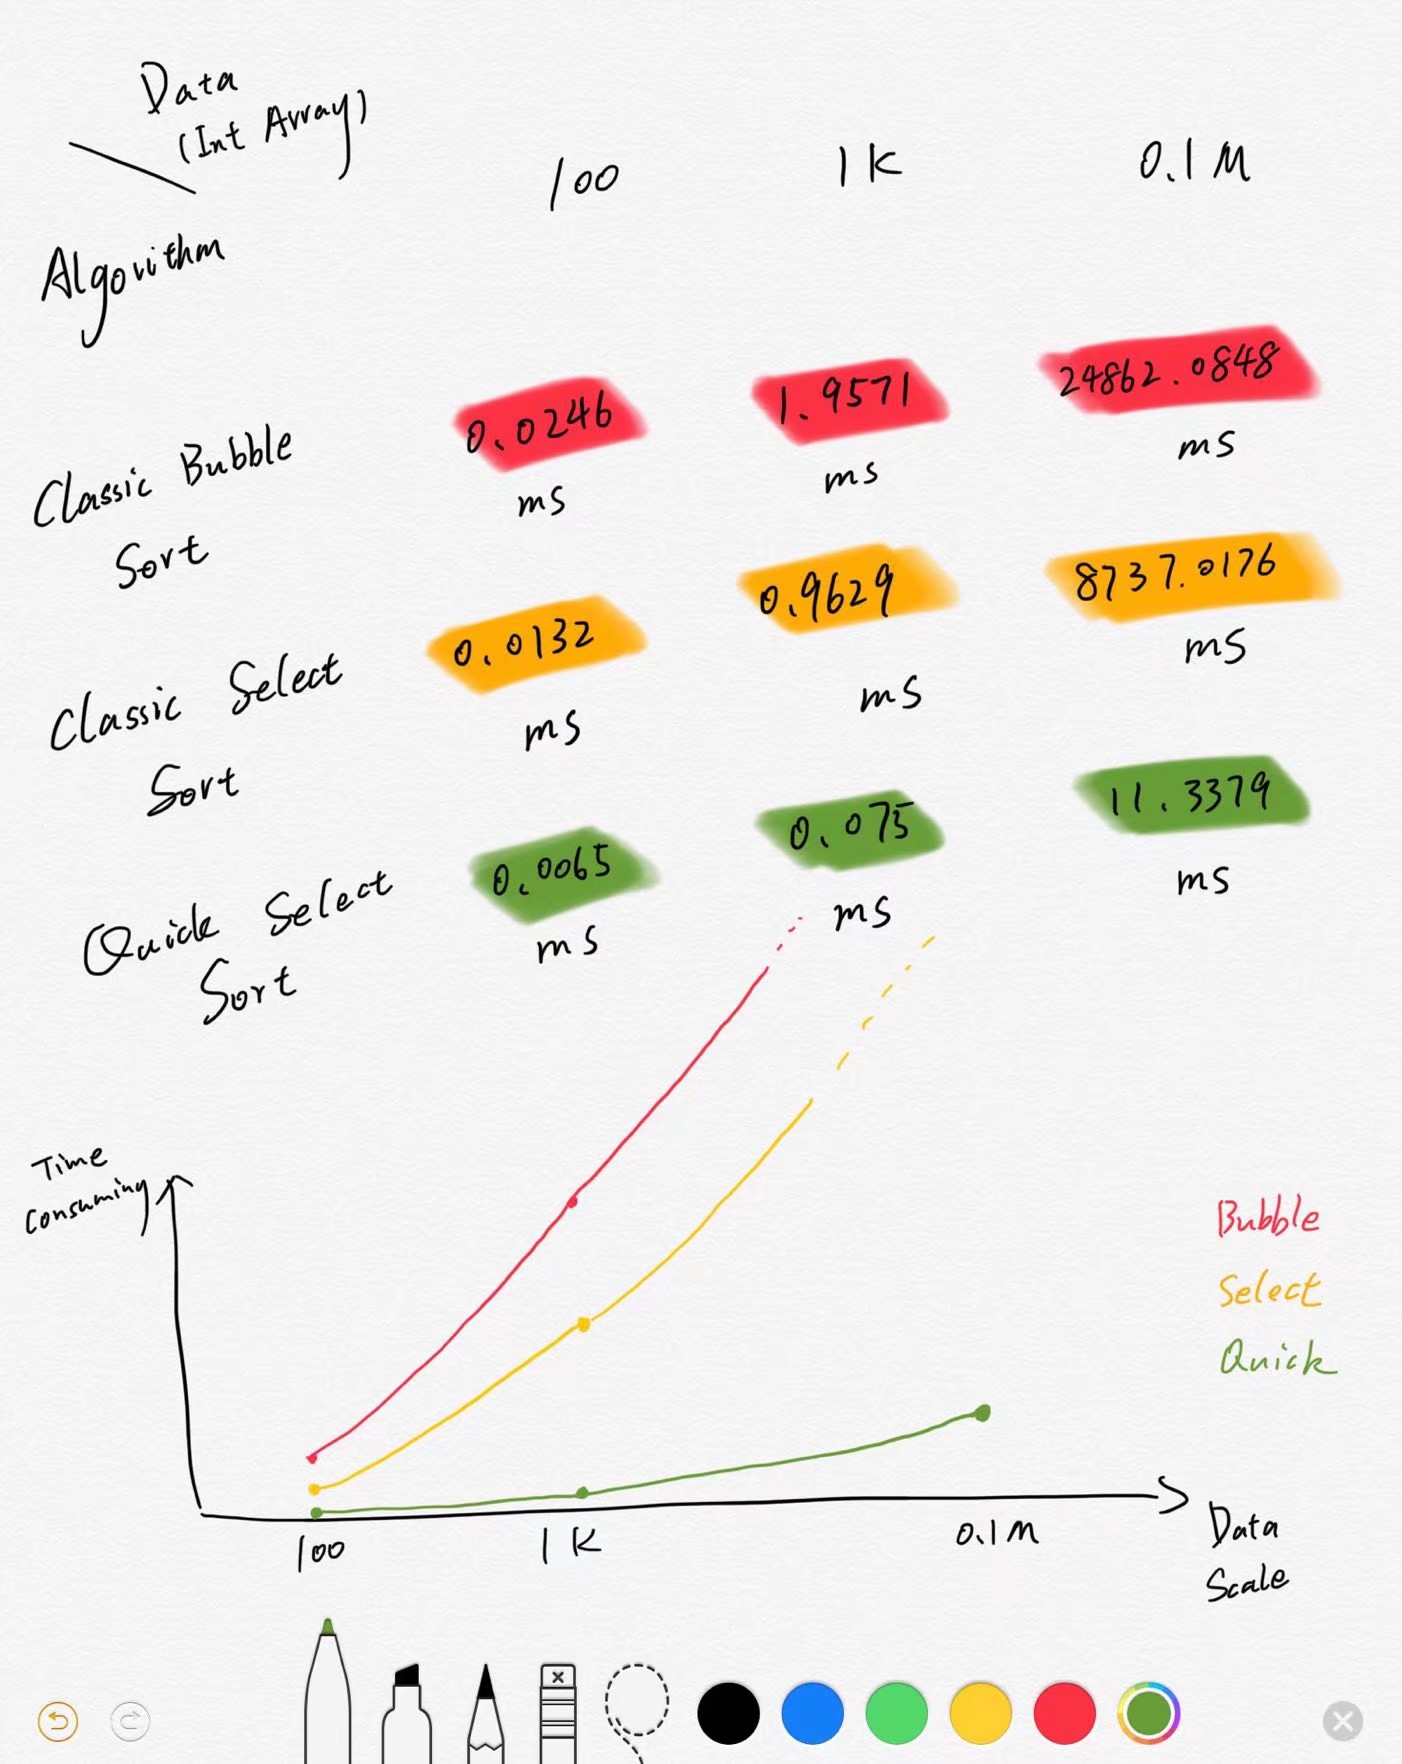 Data
(Int Array)
Algorithm
100
1K
0.1M
Classic Bubble
Sort
0.0246
ms
1.9571
ms
24862.0848
ms
Classic Select
Sort
0.0132
ms
0.9629
ms
8737.0176
ms
Quick Select
Sort
0.0065
ms
0.075
ms
11.3379
ms
Time
Consuming
Bubble
Select
Quick
100
1K
0.1M
Data
Scale